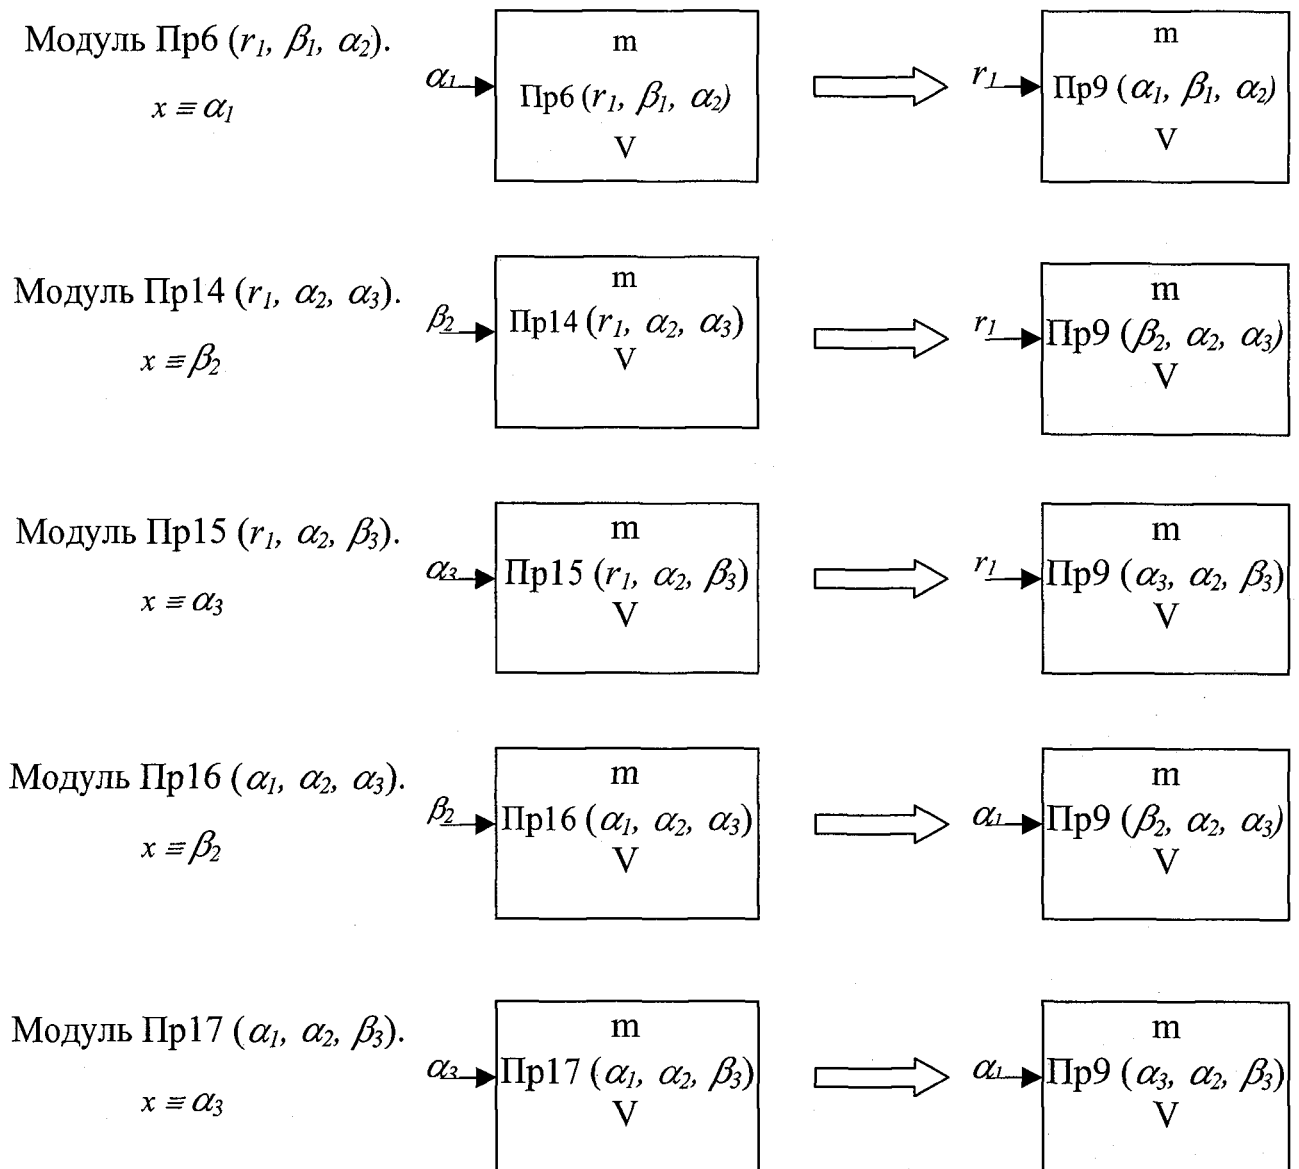 Модуль Пр6 (r₁, β₁, α₂).
x ≡ α₁
α₁
m
Пр6 (r₁, β₁, α₂)
V
r₁
m
Пр9 (α₁, β₁, α₂)
V
Модуль Пр14 (r₁, α₂, α₃).
x ≡ β₂
β₂
m
Пр14 (r₁, α₂, α₃)
V
r₁
m
Пр9 (β₂, α₂, α₃)
V
Модуль Пр15 (r₁, α₂, β₃).
x ≡ α₃
α₃
m
Пр15 (r₁, α₂, β₃)
V
r₁
m
Пр9 (α₃, α₂, β₃)
V
Модуль Пр16 (α₁, α₂, α₃).
x ≡ β₂
β₂
m
Пр16 (α₁, α₂, α₃)
V
α₁
m
Пр9 (β₂, α₂, α₃)
V
Модуль Пр17 (α₁, α₂, β₃).
x ≡ α₃
α₃
m
Пр17 (α₁, α₂, β₃)
V
α₁
m
Пр9 (α₃, α₂, β₃)
V